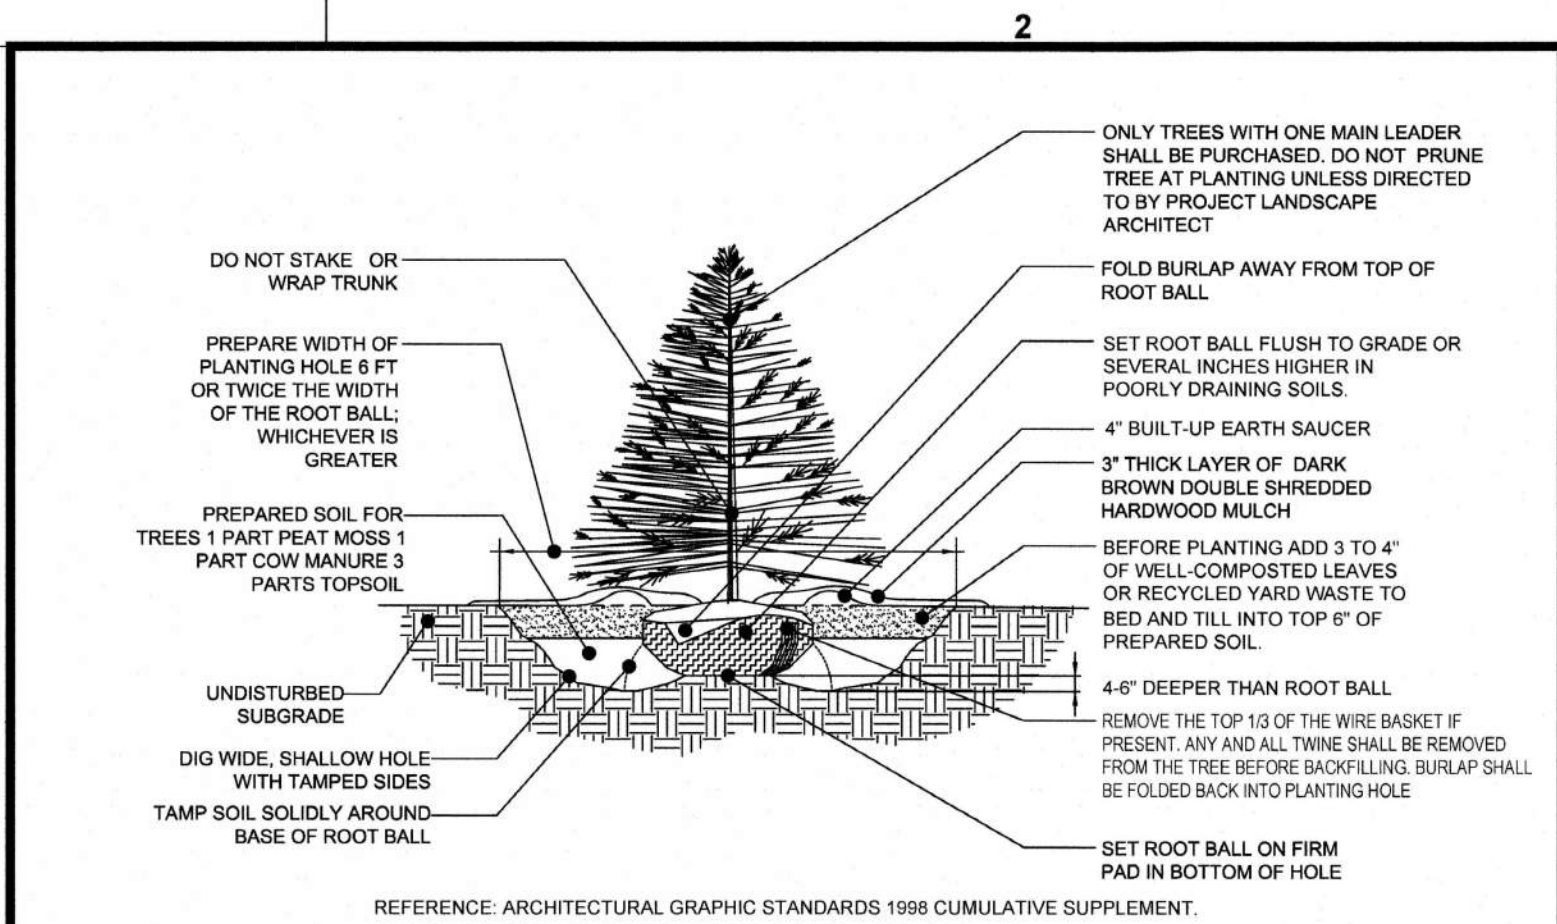 2
DO NOT STAKE OR
WRAP TRUNK
PREPARE WIDTH OF
PLANTING HOLE 6 FT
OR TWICE THE WIDTH
OF THE ROOT BALL;
WHICHEVER IS
GREATER
PREPARED SOIL FOR
TREES 1 PART PEAT MOSS 1
PART COW MANURE 3
PARTS TOPSOIL
UNDISTURBED
SUBGRADE
DIG WIDE, SHALLOW HOLE
WITH TAMPED SIDES
TAMP SOIL SOLIDLY AROUND
BASE OF ROOT BALL
ONLY TREES WITH ONE MAIN LEADER
SHALL BE PURCHASED. DO NOT PRUNE
TREE AT PLANTING UNLESS DIRECTED
TO BY PROJECT LANDSCAPE
ARCHITECT
FOLD BURLAP AWAY FROM TOP OF
ROOT BALL
SET ROOT BALL FLUSH TO GRADE OR
SEVERAL INCHES HIGHER IN
POORLY DRAINING SOILS.
4" BUILT-UP EARTH SAUCER
3" THICK LAYER OF DARK
BROWN DOUBLE SHREDDED
HARDWOOD MULCH
BEFORE PLANTING ADD 3 TO 4"
OF WELL-COMPOSTED LEAVES
OR RECYCLED YARD WASTE TO
BED AND TILL INTO TOP 6" OF
PREPARED SOIL.
4-6" DEEPER THAN ROOT BALL
REMOVE THE TOP 1/3 OF THE WIRE BASKET IF
PRESENT. ANY AND ALL TWINE SHALL BE REMOVED
FROM THE TREE BEFORE BACKFILLING. BURLAP SHALL
BE FOLDED BACK INTO PLANTING HOLE
SET ROOT BALL ON FIRM
PAD IN BOTTOM OF HOLE
REFERENCE: ARCHITECTURAL GRAPHIC STANDARDS 1998 CUMULATIVE SUPPLEMENT.